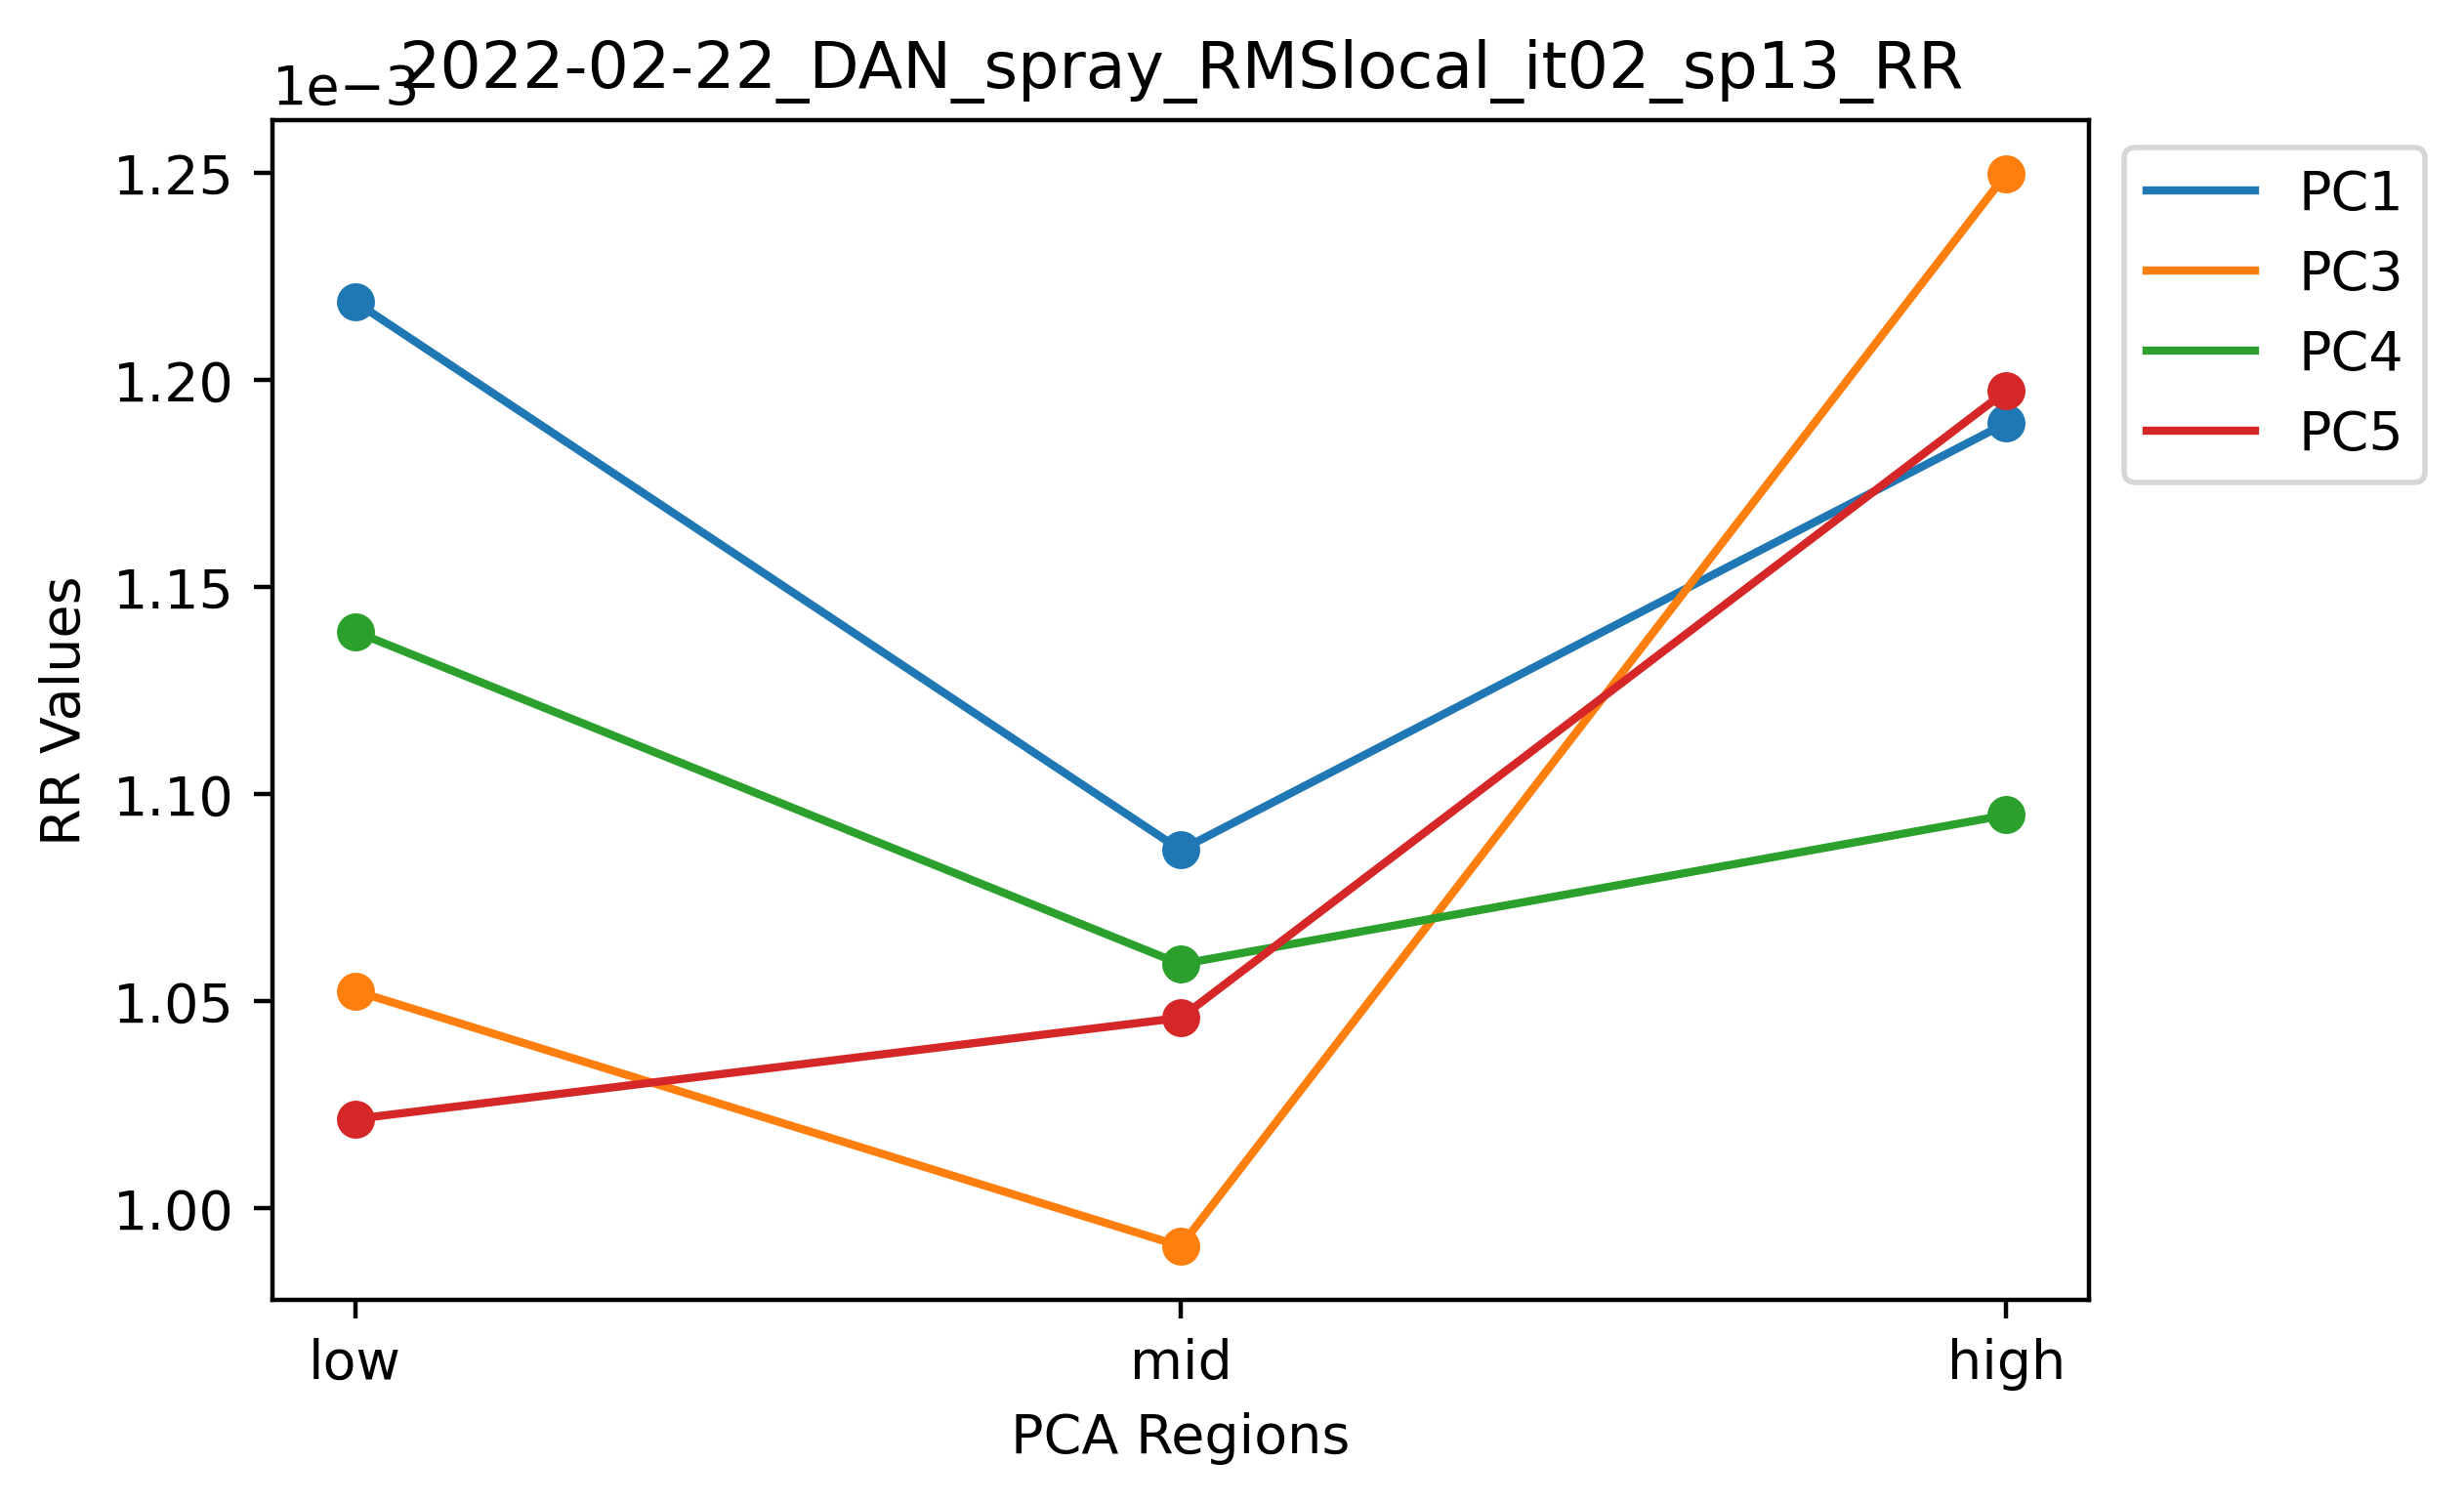 2022-02-22_DAN_spray_RMSlocal_it02_sp13_RR
1e−3
1.25
1.20
1.15
1.10
1.05
1.00
RR Values
low
mid
high
PCA Regions
PC1
PC3
PC4
PC5